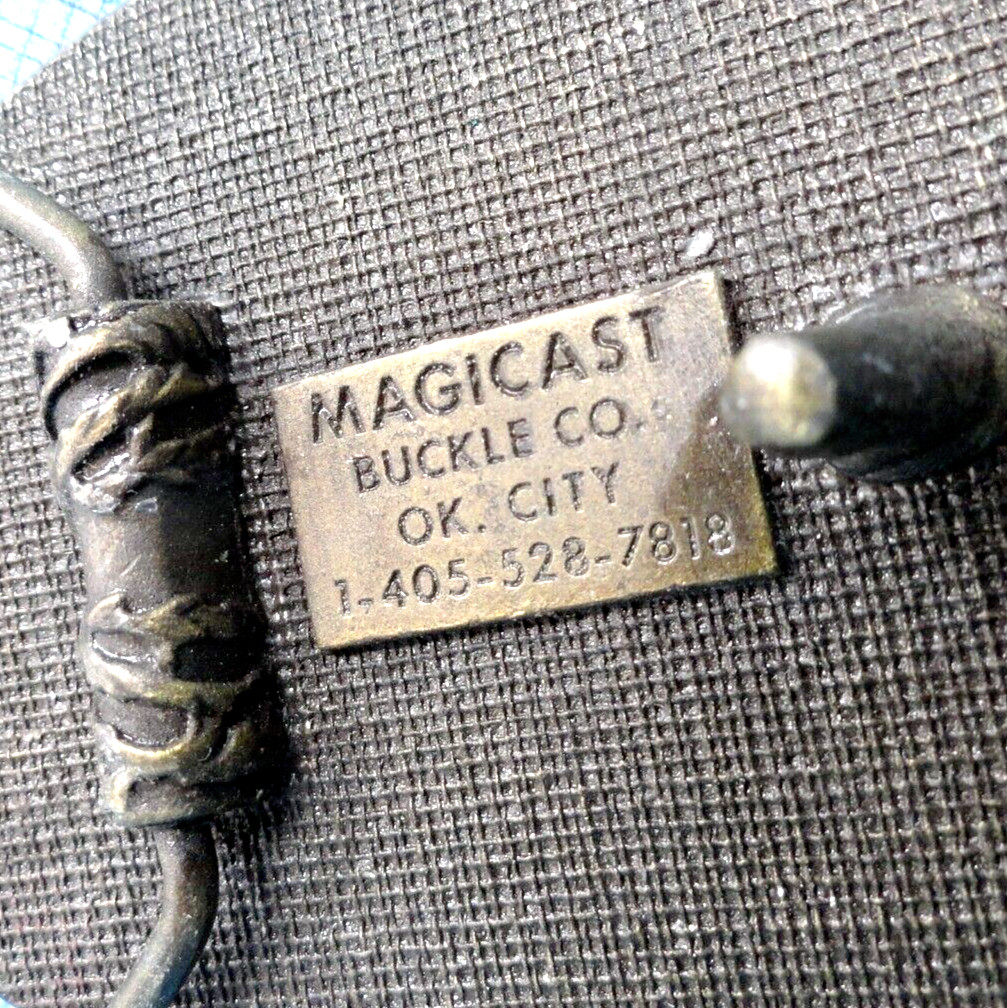 MAGICAST
BUCKLE CO.
OK. CITY
1-405-528-7818